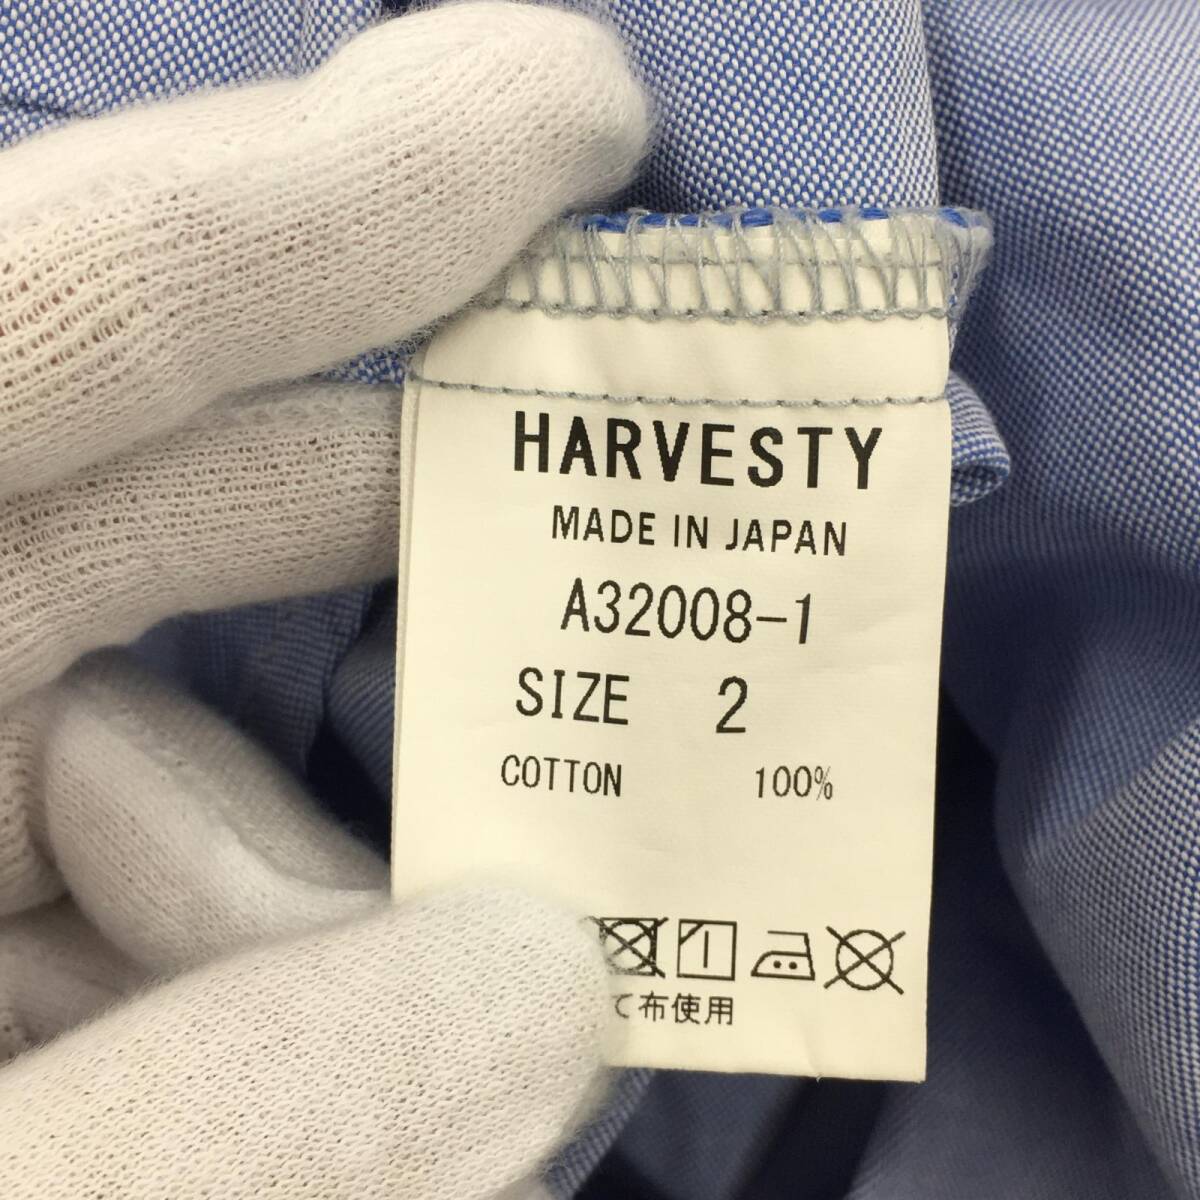 HARVESTY
MADE IN JAPAN
A32008-1
SIZE 2
COTTON 100%
て布使用